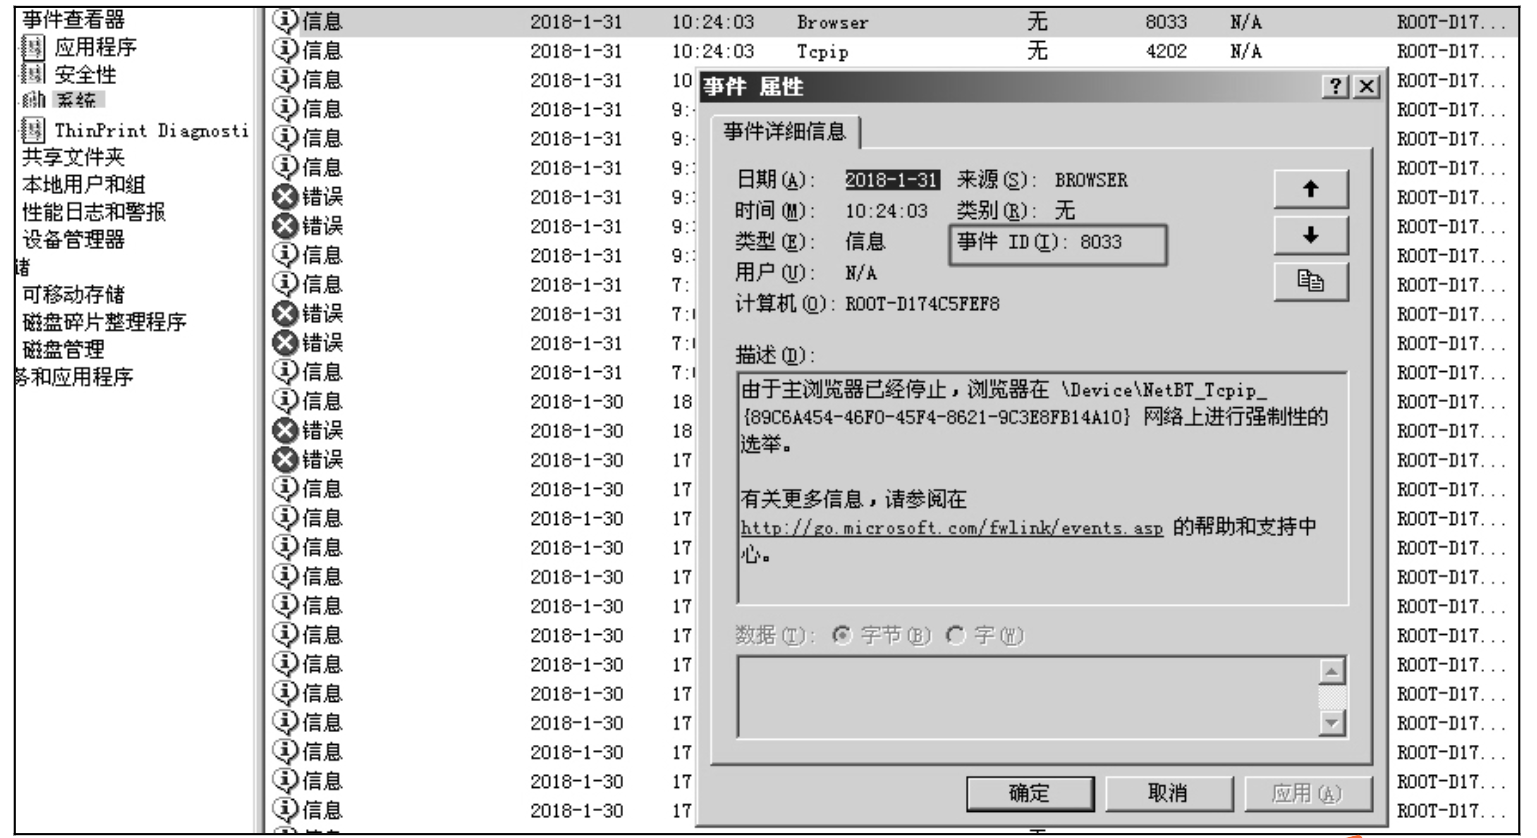 事件查看器
应用程序
安全性
系统
ThinPrint Diagnosti
共享文件夹
本地用户和组
性能日志和警报
设备管理器
储
可移动存储
磁盘碎片整理程序
磁盘管理
务和应用程序
信息 2018-1-31 10:24:03 Browser 无 8033 N/A ROOT-D17...
信息 2018-1-31 10:24:03 Tcpip 无 4202 N/A ROOT-D17...
信息 2018-1-31 10 ROOT-D17...
信息 2018-1-31 9: ROOT-D17...
信息 2018-1-31 9: ROOT-D17...
信息 2018-1-31 9: ROOT-D17...
错误 2018-1-31 9: ROOT-D17...
错误 2018-1-31 9: ROOT-D17...
信息 2018-1-31 9: ROOT-D17...
信息 2018-1-31 7: ROOT-D17...
错误 2018-1-31 7: ROOT-D17...
错误 2018-1-31 7: ROOT-D17...
信息 2018-1-31 7: ROOT-D17...
信息 2018-1-30 18 ROOT-D17...
错误 2018-1-30 18 ROOT-D17...
错误 2018-1-30 17 ROOT-D17...
信息 2018-1-30 17 ROOT-D17...
信息 2018-1-30 17 ROOT-D17...
信息 2018-1-30 17 ROOT-D17...
信息 2018-1-30 17 ROOT-D17...
信息 2018-1-30 17 ROOT-D17...
信息 2018-1-30 17 ROOT-D17...
信息 2018-1-30 17 ROOT-D17...
信息 2018-1-30 17 ROOT-D17...
信息 2018-1-30 17 ROOT-D17...
信息 2018-1-30 17 ROOT-D17...
信息 2018-1-30 17 ROOT-D17...
信息 2018-1-30 17 ROOT-D17...
事件 属性
事件详细信息
日期(A): 2018-1-31 来源(S): BROWSER
时间(M): 10:24:03 类别(R): 无
类型(E): 信息 事件 ID(I): 8033
用户(U): N/A
计算机(O): ROOT-D174C5FEF8
描述(D):
由于主浏览器已经停止，浏览器在 \Device\NetBT_Tcpip_
{89C6A454-46F0-45F4-8621-9C3E8FB14A10} 网络上进行强制性的
选举。
有关更多信息，请参阅在
http://go.microsoft.com/fwlink/events.asp 的帮助和支持中
心。
数据(T): 字节(B) 字(W)
确定 取消 应用(A)